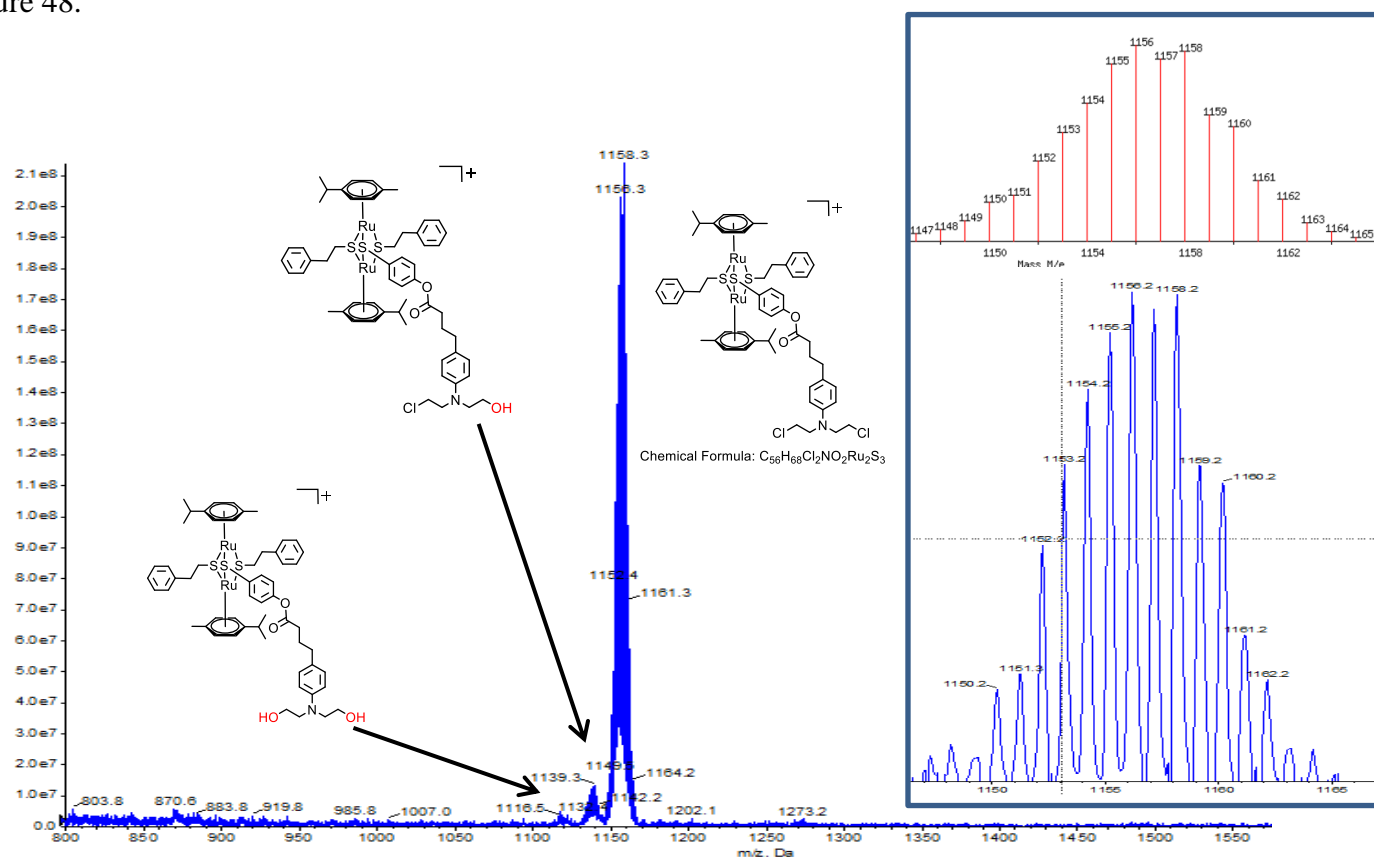 ure 48.
2.1e8
2.0e8
1.9e8
1.8e8
1.7e8
1.6e8
1.5e8
1.4e8
1.3e8
1.2e8
1.1e8
1.0e8
9.0e7
8.0e7
7.0e7
6.0e7
5.0e7
4.0e7
3.0e7
2.0e7
1.0e7
0.0
800 850 900 950 1000 1050 1100 1150 1200 1250 1300 1350 1400 1450 1500 1550
m/z, Da
803.8 870.6 883.8 919.8 985.8 1007.0 1116.5 1139.3 1142.2 1164.2 1202.1 1273.2
1158.3
1156.3
1152.4
1161.3
+
Ru
S S S
Ru
O
O
N
Cl OH
+
Ru
S S S
Ru
O
O
N
Cl Cl
Chemical Formula: C₅₆H₆₈Cl₂NO₂Ru₂S₃
+
Ru
S S S
Ru
O
O
N
HO OH
1147 1148 1149 1150 1151 1152 1153 1154 1155 1156 1157 1158 1159 1160 1161 1162 1163 1164 1165
1150 1154 1158 1162
Mass M/e
1150.2 1151.3 1152.2 1153.2 1154.2 1155.2 1156.2 1158.2 1159.2 1160.2 1161.2 1162.2
1150 1155 1160 1165